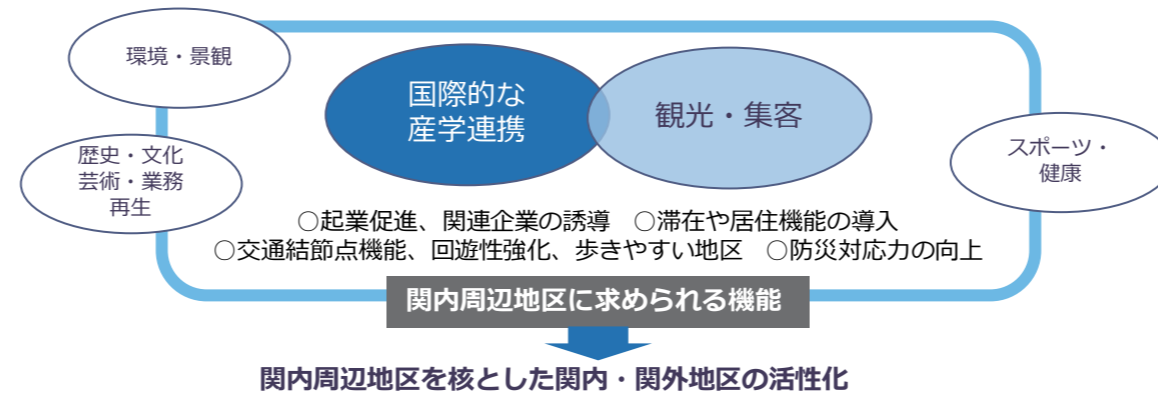 環境・景観
国際的な
産学連携
観光・集客
歴史・文化
芸術・業務
再生
スポーツ・
健康
○起業促進、関連企業の誘導　○滞在や居住機能の導入
○交通結節点機能、回遊性強化、歩きやすい地区　○防災対応力の向上
関内周辺地区に求められる機能
関内周辺地区を核とした関内・関外地区の活性化